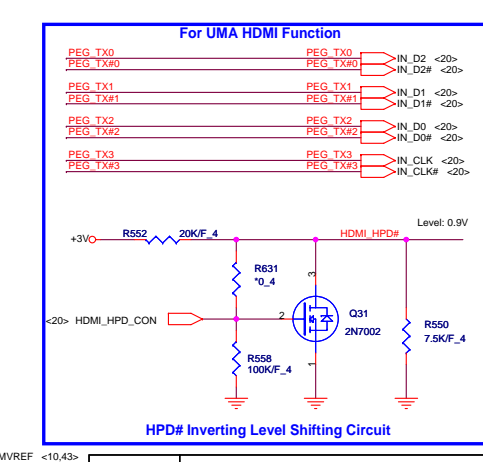 For UMA HDMI Function
PEG_TX0 PEG_TX0 IN_D2 <20>
PEG_TX#0 PEG_TX#0 IN_D2# <20>
PEG_TX1 PEG_TX1 IN_D1 <20>
PEG_TX#1 PEG_TX#1 IN_D1# <20>
PEG_TX2 PEG_TX2 IN_D0 <20>
PEG_TX#2 PEG_TX#2 IN_D0# <20>
PEG_TX3 PEG_TX3 IN_CLK <20>
PEG_TX#3 PEG_TX#3 IN_CLK# <20>
Level: 0.9V
+3VO R552 20K/F_4 HDMI_HPD#
R631
*0_4
3
<20> HDMI_HPD_CON 2 Q31
2N7002
R550
7.5K/F_4
R558
100K/F_4
1
HPD# Inverting Level Shifting Circuit
MVREF <10,43>